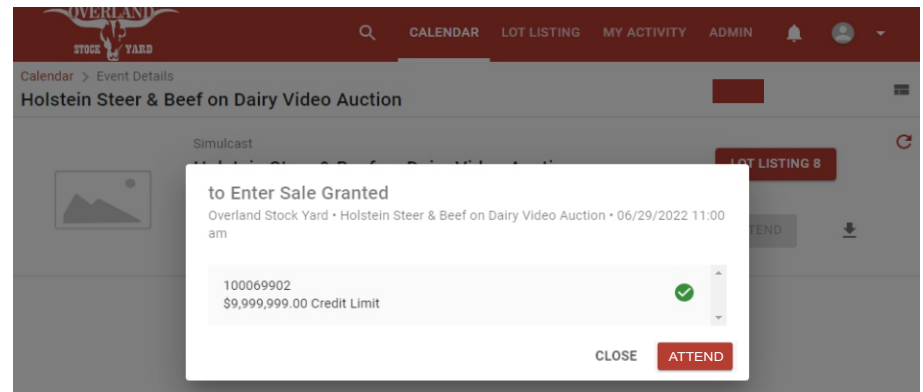 OVERLAND
STOCK YARD
CALENDAR LOT LISTING MY ACTIVITY ADMIN
Calendar > Event Details
Holstein Steer & Beef on Dairy Video Auction
Simulcast
LOT LISTING 8
to Enter Sale Granted
Overland Stock Yard • Holstein Steer & Beef on Dairy Video Auction • 06/29/2022 11:00
am
100069902
$9,999,999.00 Credit Limit
CLOSE ATTEND